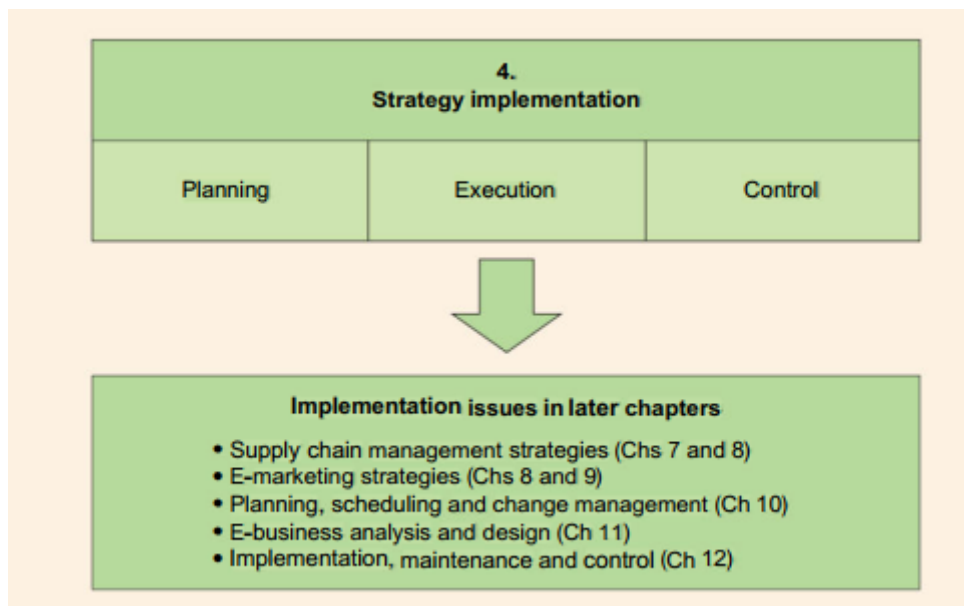 4.
Strategy implementation
Planning
Execution
Control
Implementation issues in later chapters
• Supply chain management strategies (Chs 7 and 8)
• E-marketing strategies (Chs 8 and 9)
• Planning, scheduling and change management (Ch 10)
• E-business analysis and design (Ch 11)
• Implementation, maintenance and control (Ch 12)